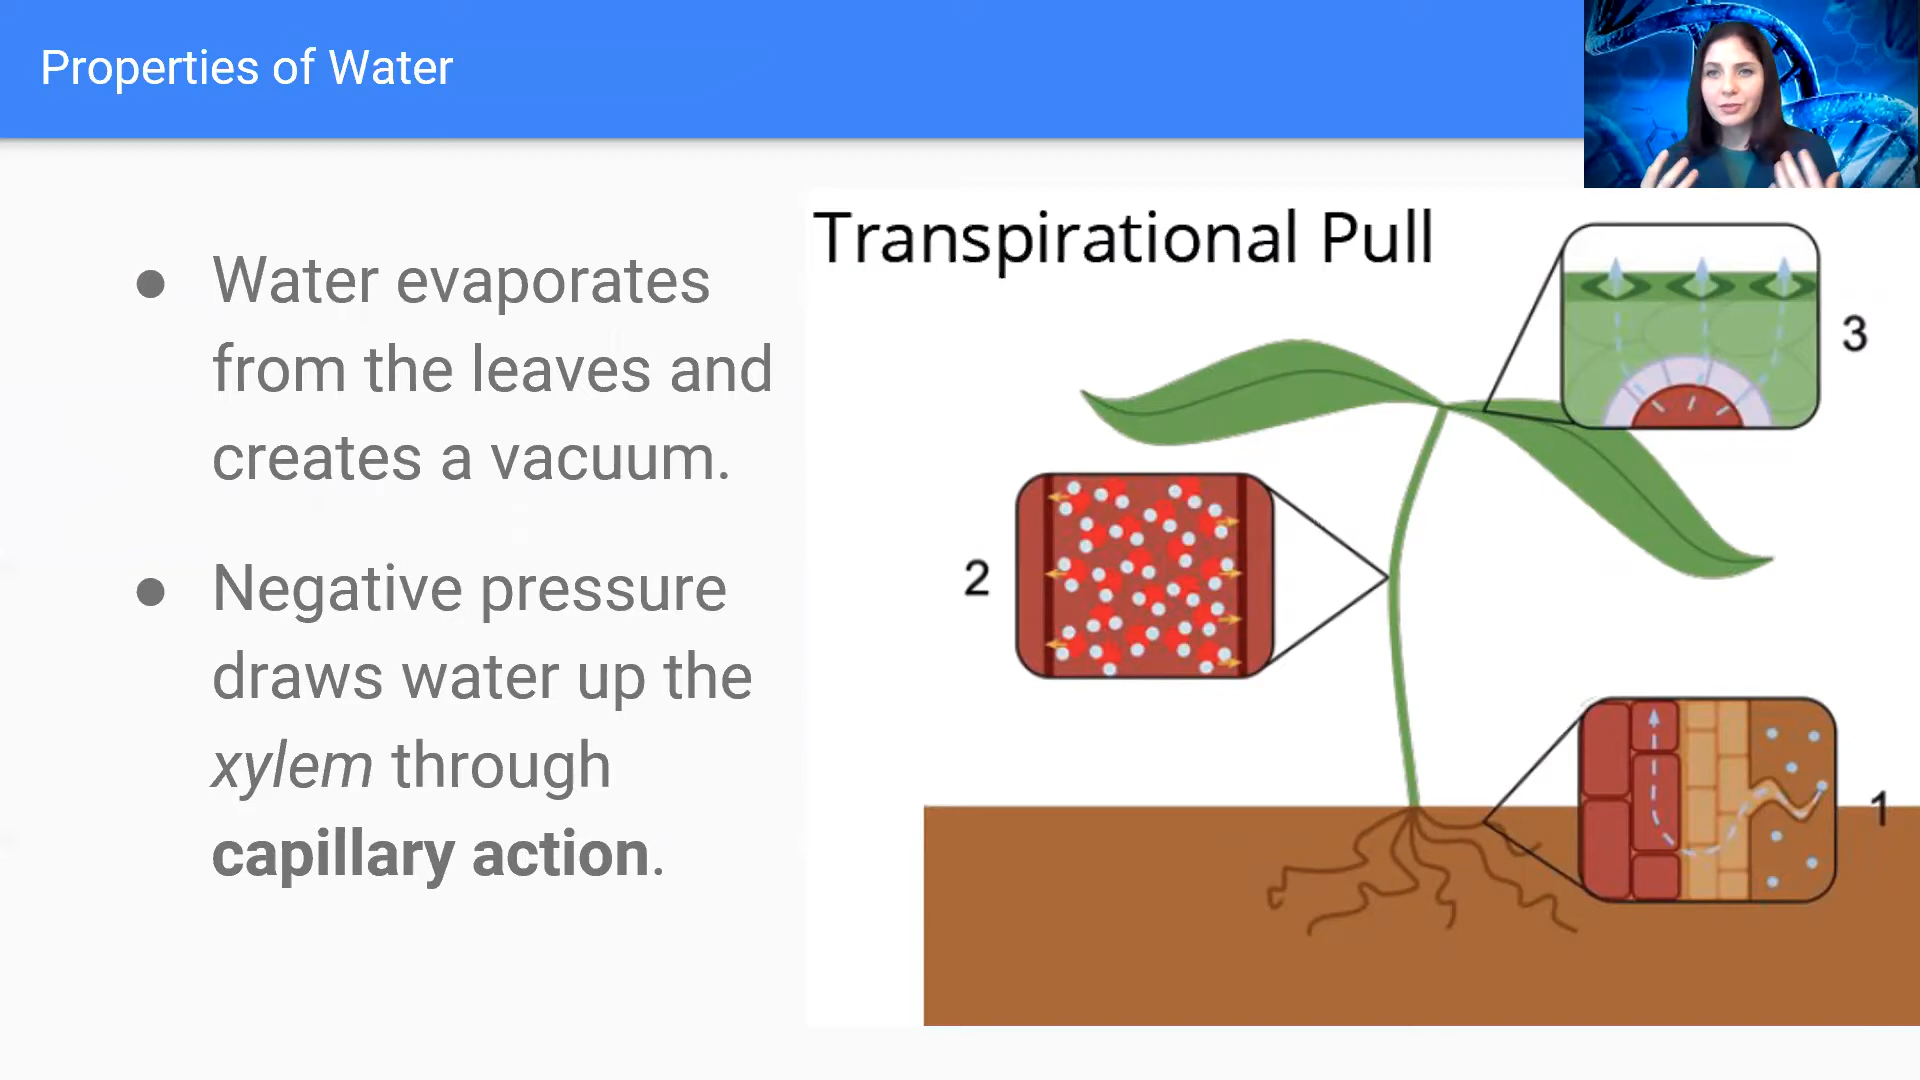 Properties of Water
● Water evaporates
from the leaves and
creates a vacuum.
● Negative pressure
draws water up the
xylem through
capillary action.
Transpirational Pull
3
2
1